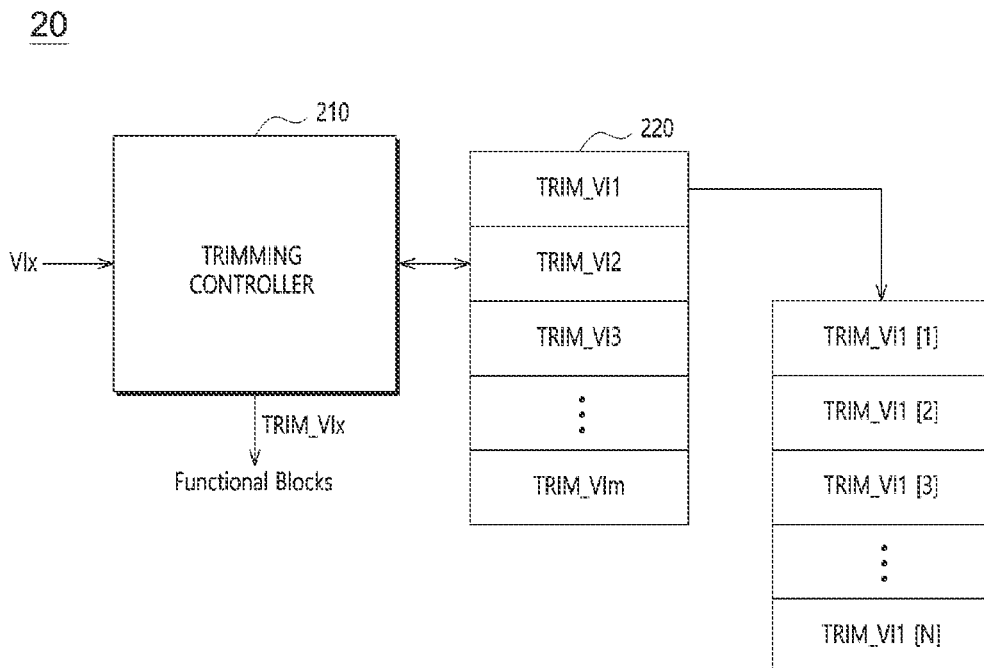 20
210
220
VIx
TRIMMING
CONTROLLER
TRIM_VIx
Functional Blocks
TRIM_VI1
TRIM_VI2
TRIM_VI3
TRIM_VIm
TRIM_VI1 [1]
TRIM_VI1 [2]
TRIM_VI1 [3]
TRIM_VI1 [N]